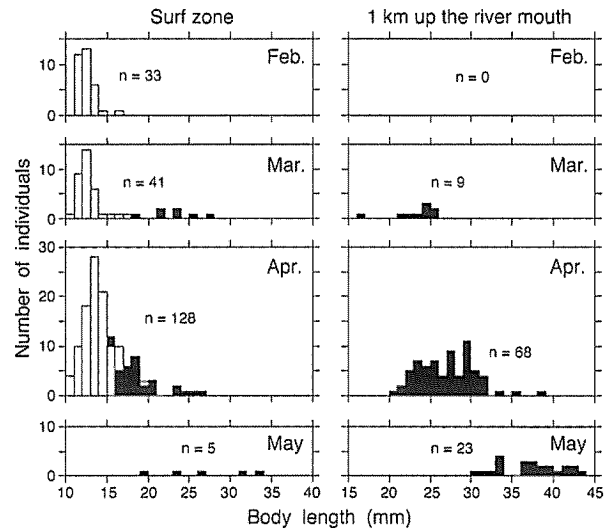 Surf zone 1 km up the river mouth
Feb. Feb.
10
n = 33 n = 0
0
Mar. Mar.
10
n = 41 n = 9
0
30
Apr. Apr.
20
n = 128
10
n = 68
0
May May
10
n = 5 n = 23
0
10 15 20 25 30 35 40 15 20 25 30 35 40 45
Body length (mm)
Number of individuals